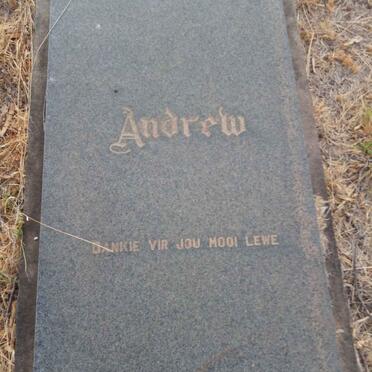 Andrew
DANKIE VIR JOU MOOI LEWE